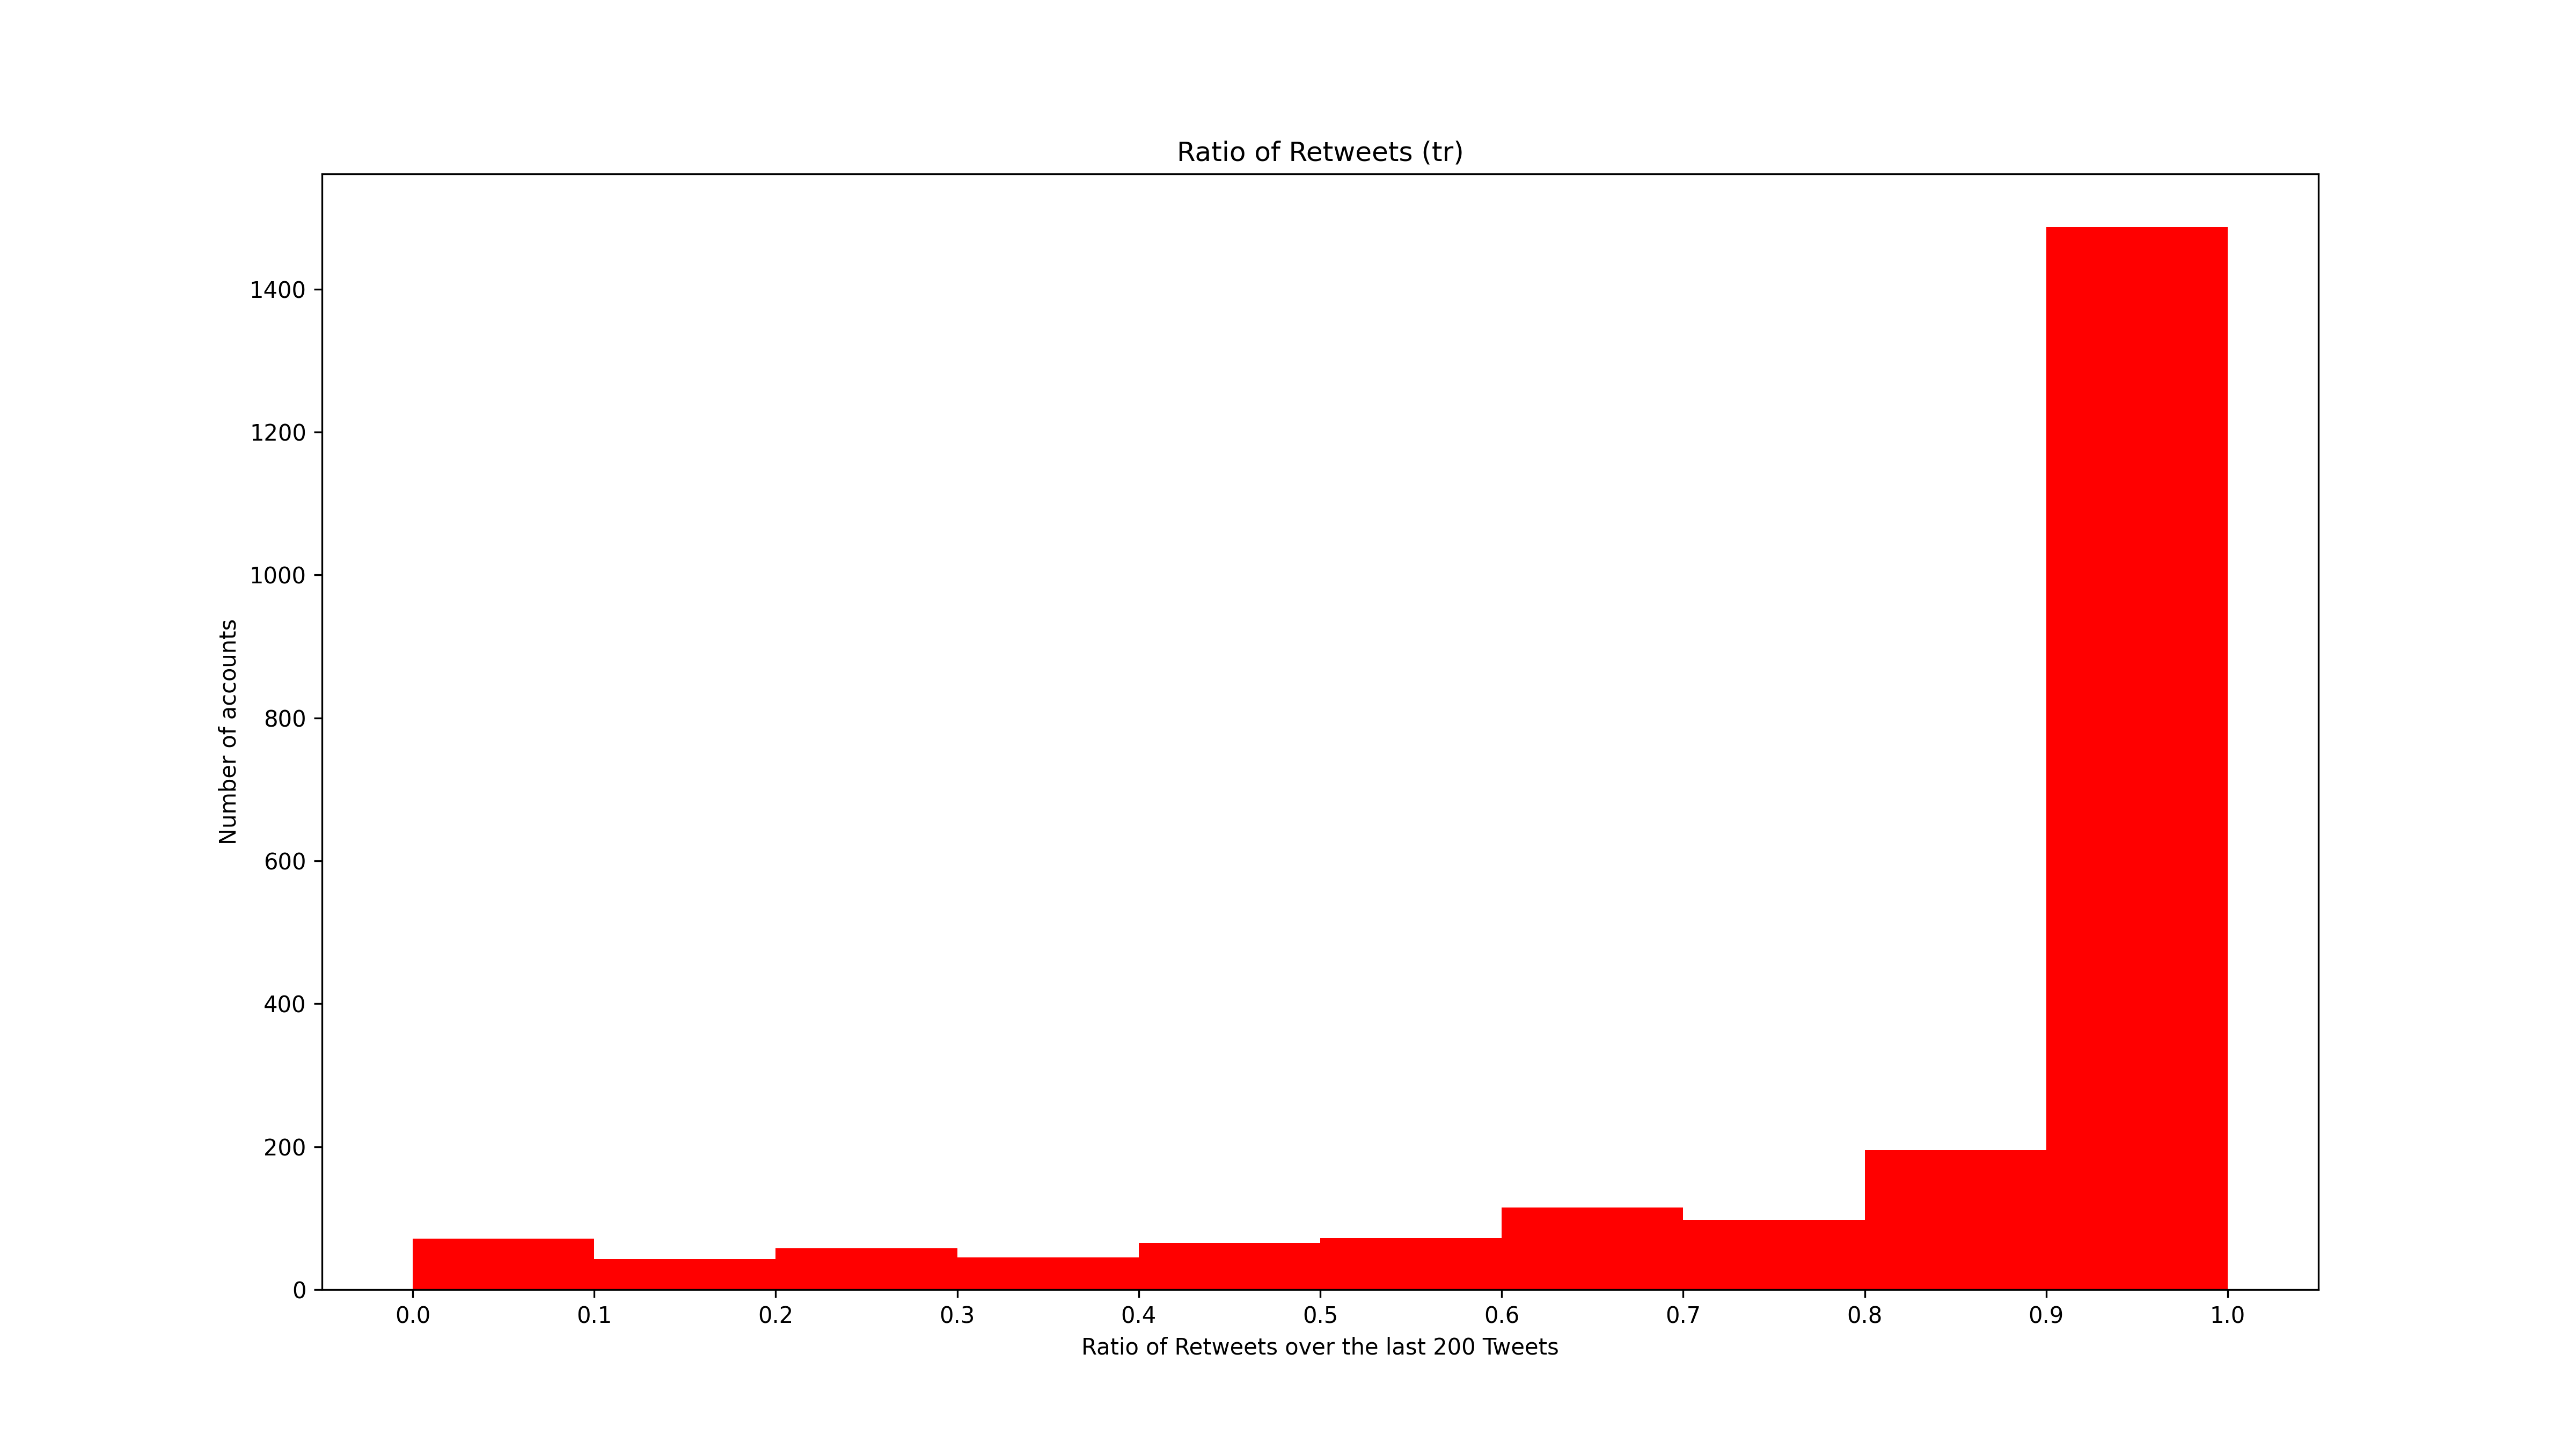 Ratio of Retweets (tr)
Number of accounts
1400
1200
1000
800
600
400
200
0
0.0 0.1 0.2 0.3 0.4 0.5 0.6 0.7 0.8 0.9 1.0
Ratio of Retweets over the last 200 Tweets